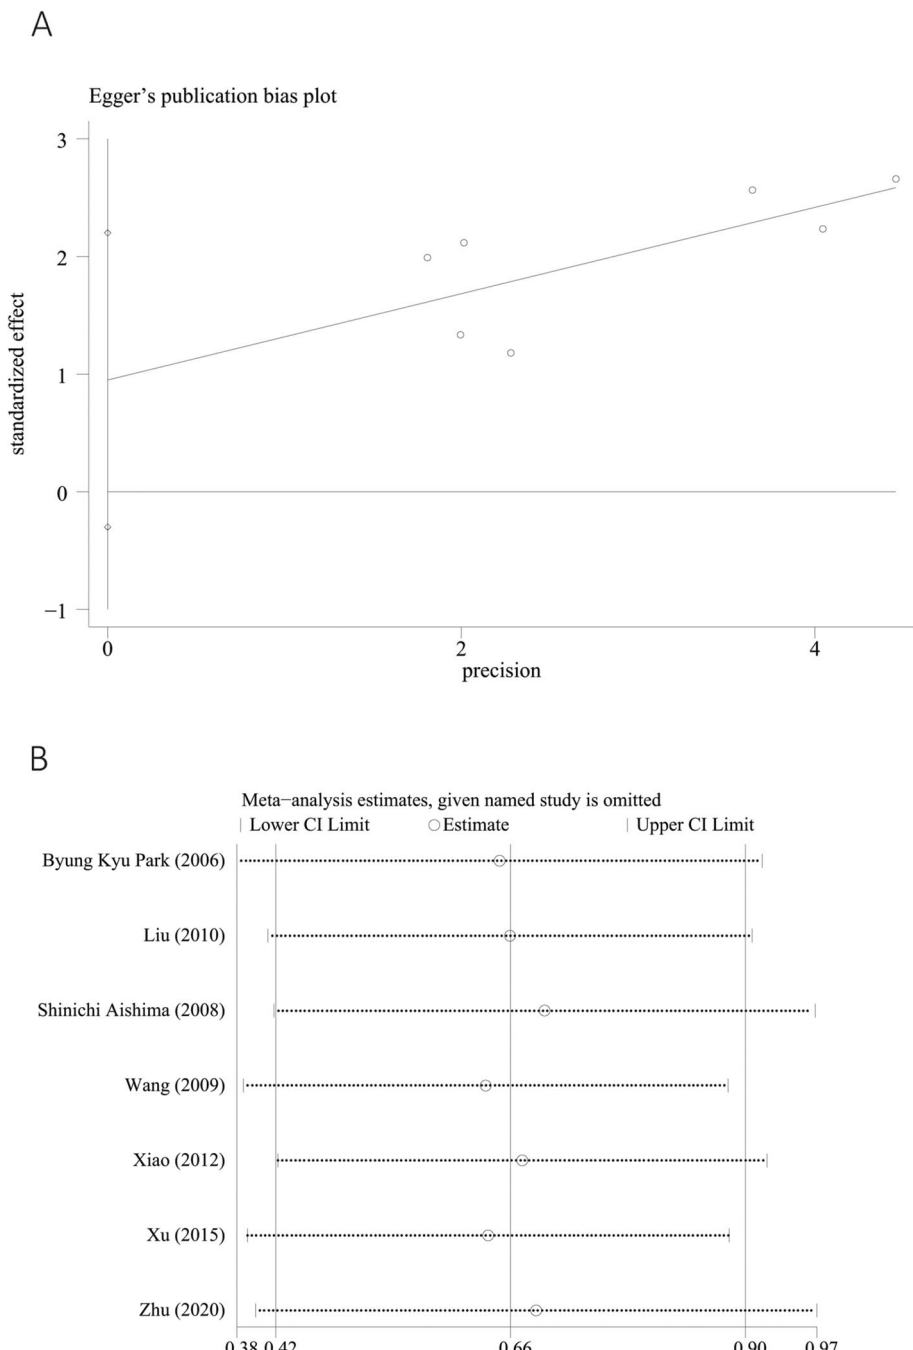 A
Egger’s publication bias plot
3
2
1
0
−1
standardized effect
0 2 4
precision
B
Meta−analysis estimates, given named study is omitted
| Lower CI Limit ○ Estimate | Upper CI Limit
Byung Kyu Park (2006)
Liu (2010)
Shinichi Aishima (2008)
Wang (2009)
Xiao (2012)
Xu (2015)
Zhu (2020)
0.38 0.42 0.66 0.90 0.97